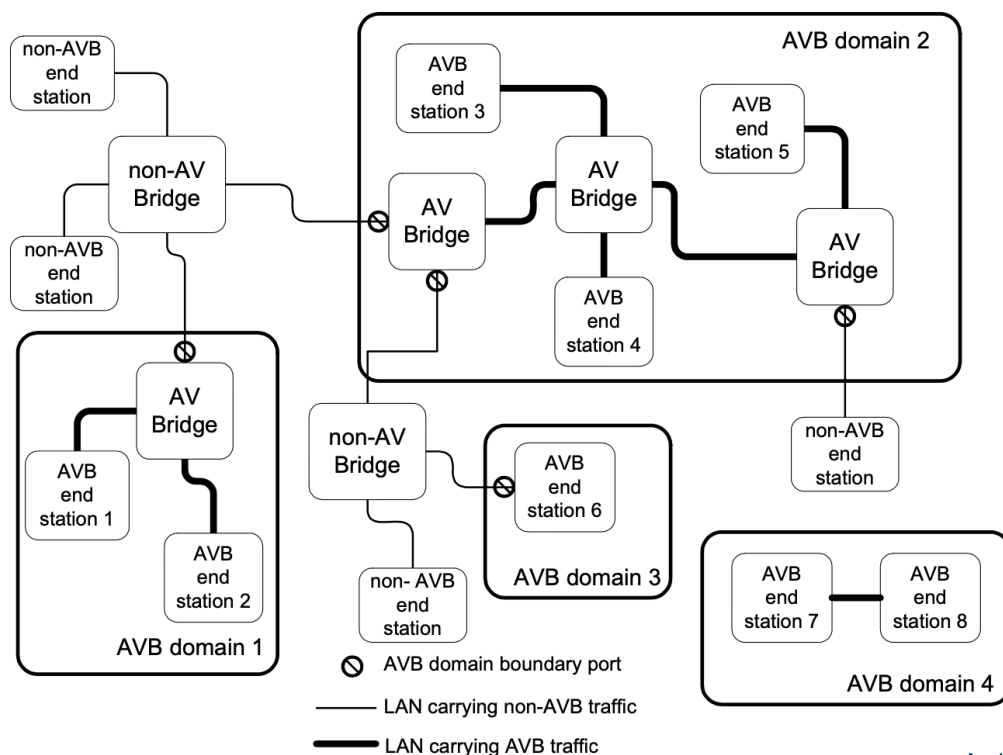 AVB domain 2
non-AVB
end
station
AVB
end
station 3
AVB
end
station 5
non-AV
Bridge
AV
Bridge
AV
Bridge
AV
Bridge
non-AVB
end
station
AVB
end
station 4
AV
Bridge
non-AV
Bridge
non-AVB
end
station
AVB
end
station 1
AVB
end
station 6
AVB
end
station 2
AVB domain 3
non- AVB
end
station
AVB
end
station 7
AVB
end
station 8
AVB domain 1
AVB domain 4
AVB domain boundary port
LAN carrying non-AVB traffic
LAN carrying AVB traffic